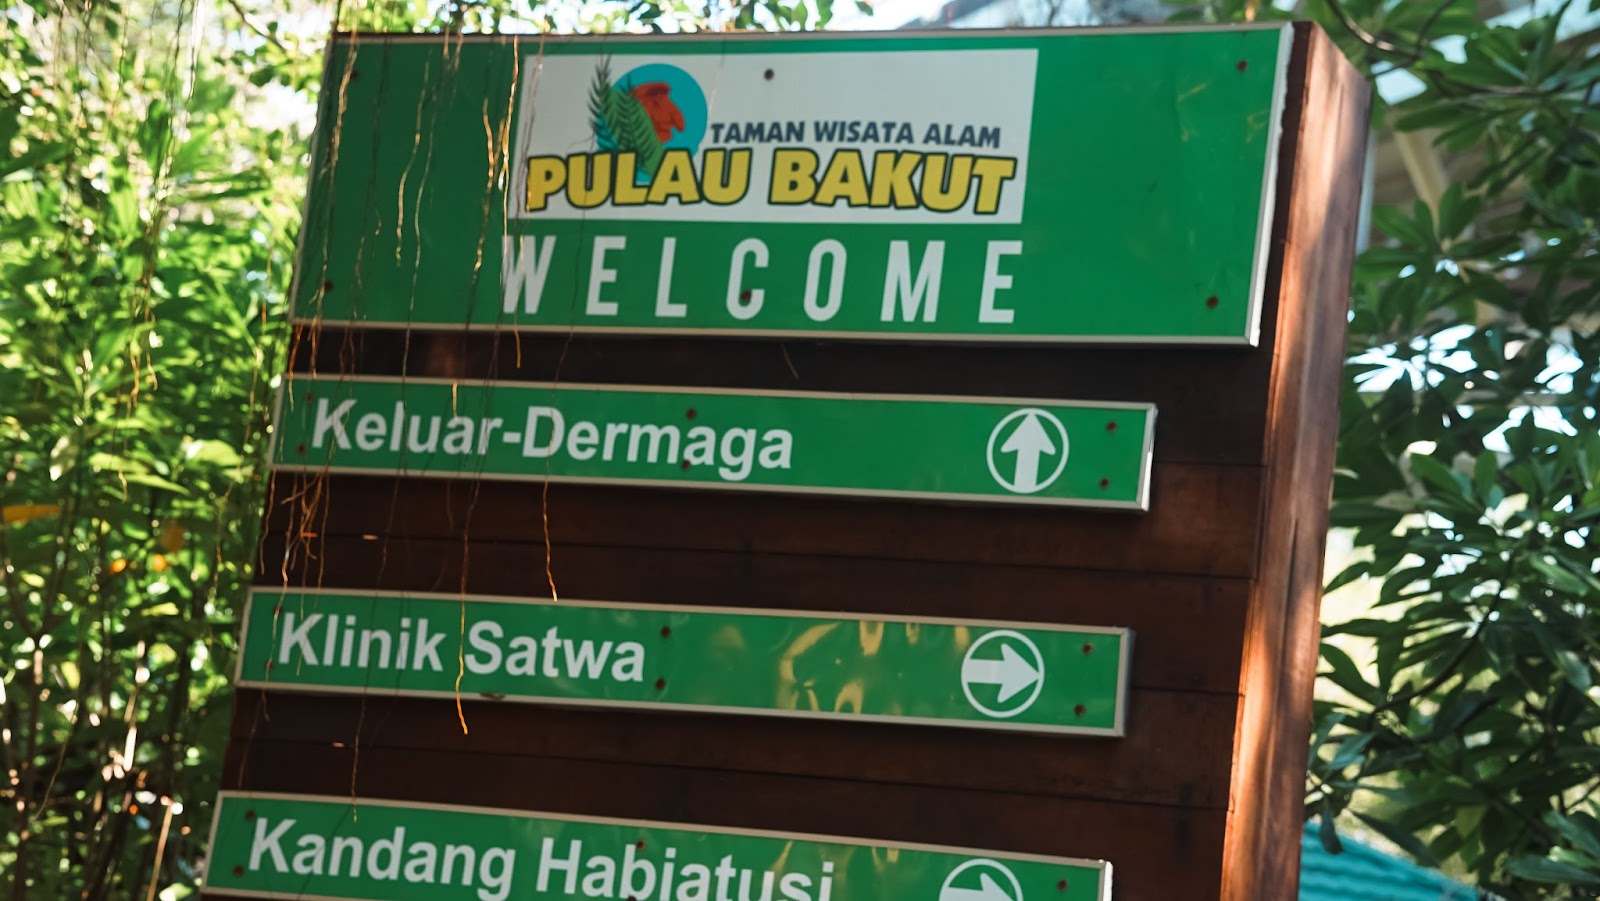 TAMAN WISATA ALAM
PULAU BAKUT
WELCOME
Keluar-Dermaga
Klinik Satwa
Kandang Habiatusi